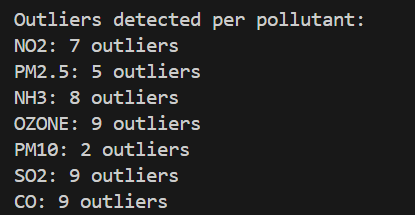 Outliers detected per pollutant:
NO2: 7 outliers
PM2.5: 5 outliers
NH3: 8 outliers
OZONE: 9 outliers
PM10: 2 outliers
SO2: 9 outliers
CO: 9 outliers